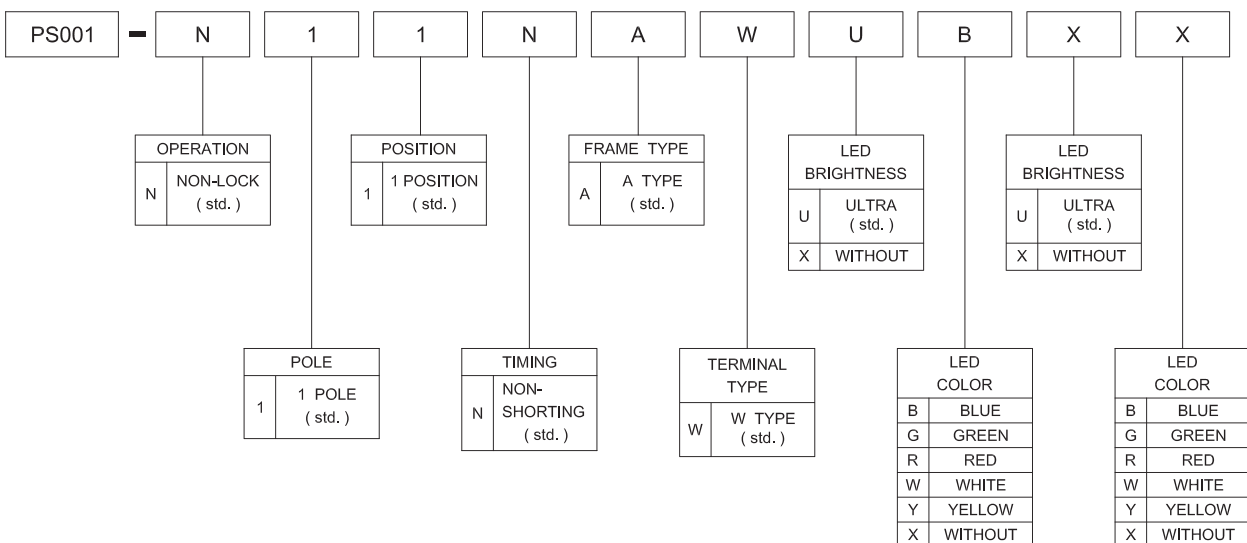 PS001 - N 1 1 N A W U B X X
OPERATION
N NON-LOCK
( std. )
POSITION
1 1 POSITION
( std. )
FRAME TYPE
A A TYPE
( std. )
LED
BRIGHTNESS
U ULTRA
( std. )
X WITHOUT
LED
BRIGHTNESS
U ULTRA
( std. )
X WITHOUT
POLE
1 1 POLE
( std. )
TIMING
N NON-
SHORTING
( std. )
TERMINAL
TYPE
W W TYPE
( std. )
LED
COLOR
B BLUE
G GREEN
R RED
W WHITE
Y YELLOW
X WITHOUT
LED
COLOR
B BLUE
G GREEN
R RED
W WHITE
Y YELLOW
X WITHOUT